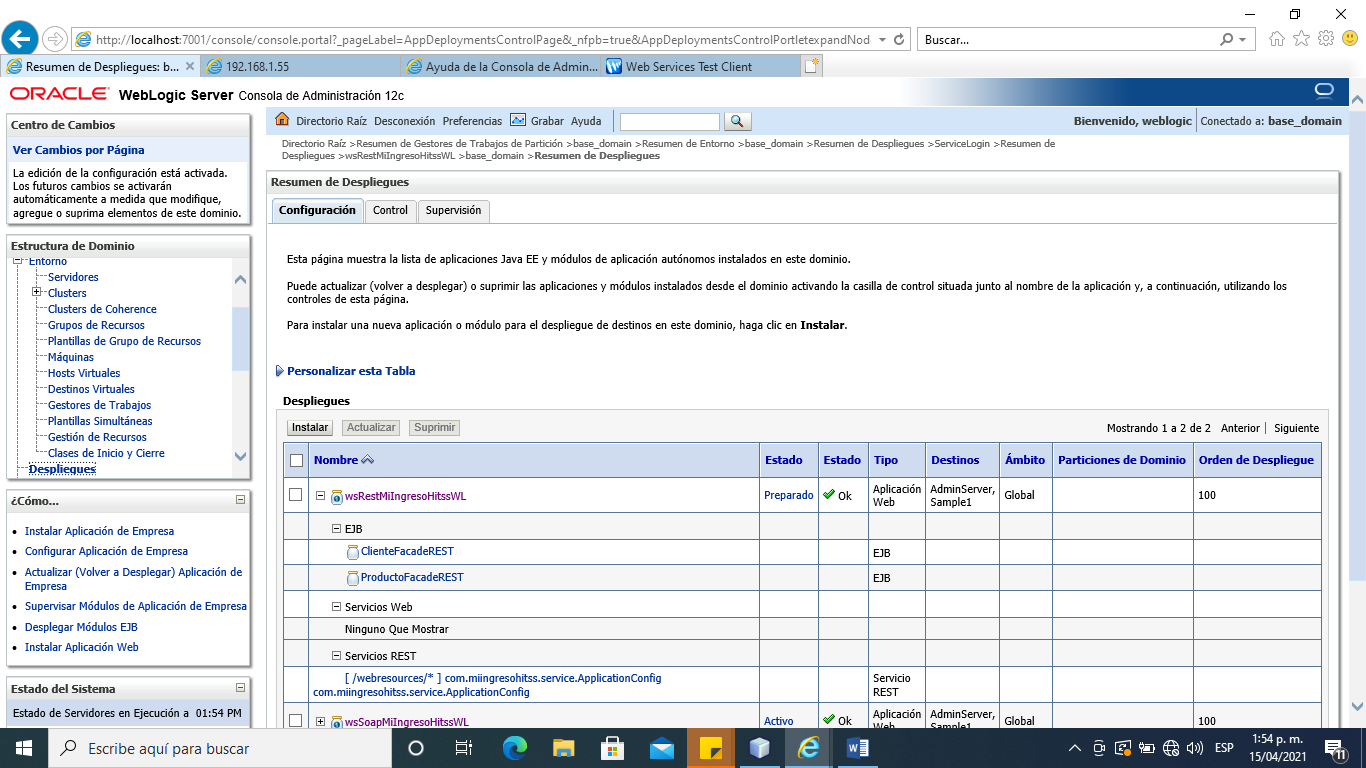 http://localhost:7001/console/console.portal?_pageLabel=AppDeploymentsControlPage&_nfpb=true&AppDeploymentsControlPortletexpandNod
Buscar...
Resumen de Despliegues: b...
192.168.1.55
Ayuda de la Consola de Admin...
Web Services Test Client
ORACLE WebLogic Server Consola de Administración 12c
Centro de Cambios
Ver Cambios por Página
La edición de la configuración está activada.
Los futuros cambios se activarán
automáticamente a medida que modifique,
agregue o suprima elementos de este dominio.
Estructura de Dominio
Entorno
Servidores
Clusters
Clusters de Coherence
Grupos de Recursos
Plantillas de Grupo de Recursos
Máquinas
Hosts Virtuales
Destinos Virtuales
Gestores de Trabajos
Plantillas Simultáneas
Gestión de Recursos
Clases de Inicio y Cierre
Despliegues
¿Cómo...
Instalar Aplicación de Empresa
Configurar Aplicación de Empresa
Actualizar (Volver a Desplegar) Aplicación de
Empresa
Supervisar Módulos de Aplicación de Empresa
Desplegar Módulos EJB
Instalar Aplicación Web
Estado del Sistema
Estado de Servidores en Ejecución a 01:54 PM
Directorio Raíz Desconexión Preferencias Grabar Ayuda
Bienvenido, weblogic Conectado a: base_domain
Directorio Raíz >Resumen de Gestores de Trabajos de Partición >base_domain >Resumen de Entorno >base_domain >Resumen de Despliegues >ServiceLogin >Resumen de
Despliegues >wsRestMiIngresoHitssWL >base_domain >Resumen de Despliegues
Resumen de Despliegues
Configuración Control Supervisión
Esta página muestra la lista de aplicaciones Java EE y módulos de aplicación autónomos instalados en este dominio.
Puede actualizar (volver a desplegar) o suprimir las aplicaciones y módulos instalados desde el dominio activando la casilla de control situada junto al nombre de la aplicación y, a continuación, utilizando los
controles de esta página.
Para instalar una nueva aplicación o módulo para el despliegue de destinos en este dominio, haga clic en Instalar.
Personalizar esta Tabla
Despliegues
Instalar Actualizar Suprimir
Mostrando 1 a 2 de 2 Anterior Siguiente
Nombre Estado Estado Tipo Destinos Ámbito Particiones de Dominio Orden de Despliegue
wsRestMiIngresoHitssWL Preparado Ok Aplicación Web AdminServer, Sample1 Global 100
EJB
ClienteFacadeREST EJB
ProductoFacadeREST EJB
Servicios Web
Ninguno Que Mostrar
Servicios REST
[ /webresources/* ] com.miingresohitss.service.ApplicationConfig Servicio
com.miingresohitss.service.ApplicationConfig REST
wsSoapMiIngresoHitssWL Activo Ok Aplicación Web AdminServer, Sample1 Global 100
Escribe aquí para buscar
ESP
1:54 p. m.
15/04/2021
11